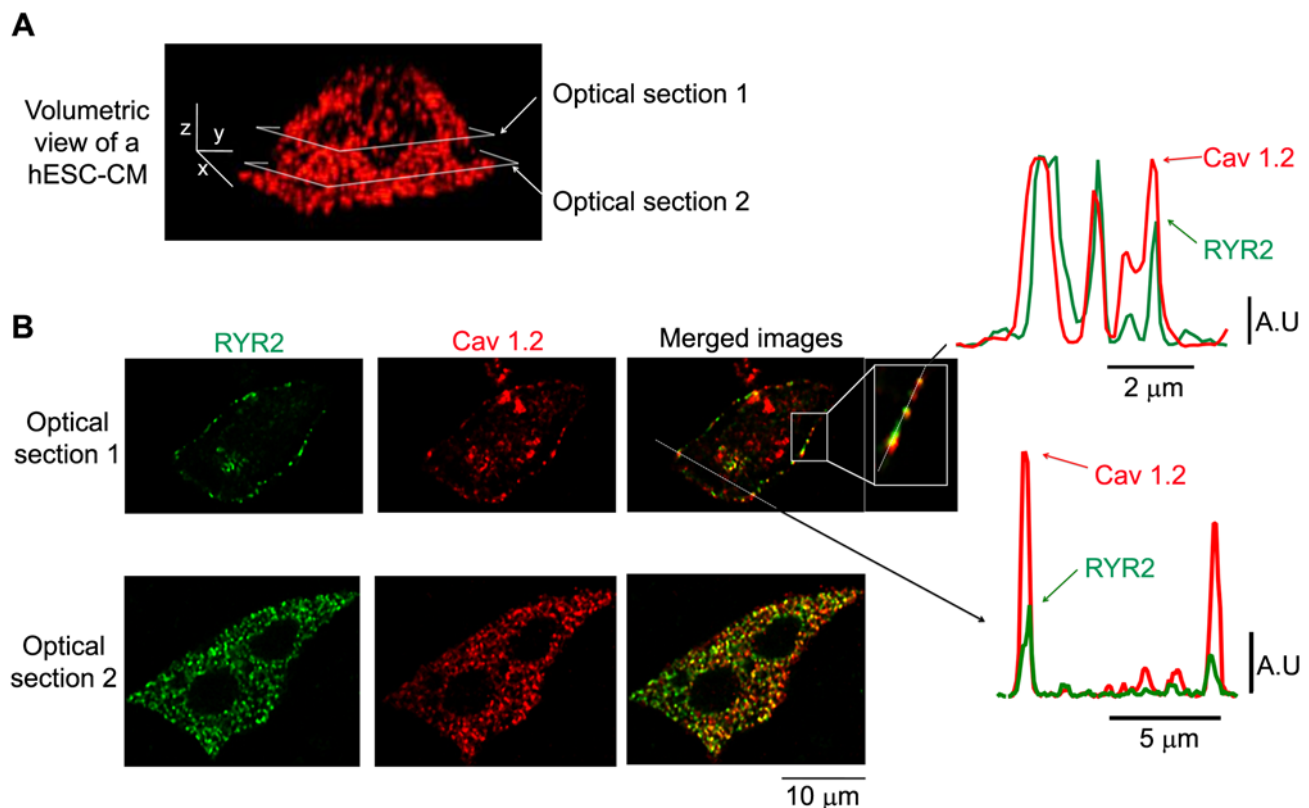 A
Volumetric
view of a
hESC-CM
z
y
x
Optical section 1
Optical section 2
Cav 1.2
RYR2
A.U
2 μm
B
RYR2
Cav 1.2
Merged images
Optical
section 1
Cav 1.2
RYR2
A.U
5 μm
Optical
section 2
10 μm